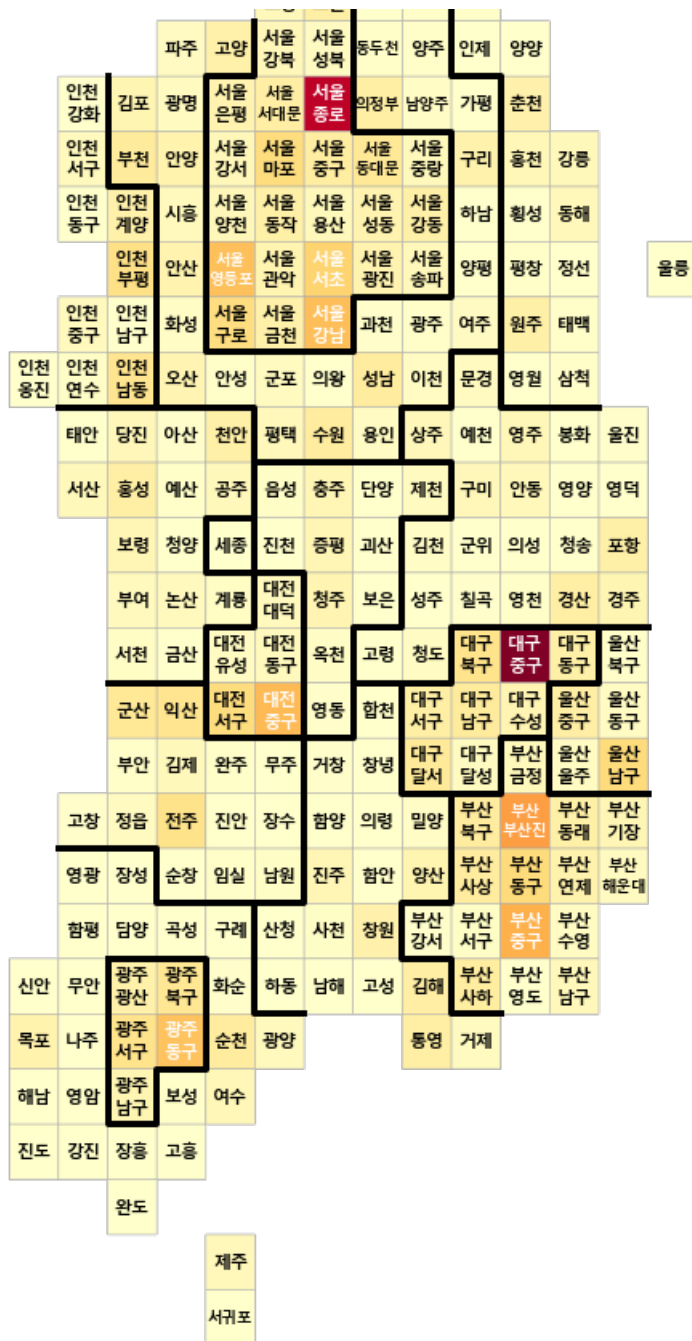 파주 고양 서울 강북 서울 성북 동두천 양주 인제 양양
인천 강화 김포 광명 서울 은평 서울 서대문 서울 종로 의정부 남양주 가평 춘천
인천 서구 부천 안양 서울 강서 서울 마포 서울 중구 서울 동대문 서울 중랑 구리 홍천 강릉
인천 동구 인천 계양 시흥 서울 양천 서울 동작 서울 용산 서울 성동 서울 강동 하남 횡성 동해
인천 부평 안산 서울 영등포 서울 관악 서울 서초 서울 광진 서울 송파 양평 평창 정선 울릉
인천 중구 인천 남구 화성 서울 구로 서울 금천 서울 강남 과천 광주 여주 원주 태백
인천 옹진 인천 연수 인천 남동 오산 안성 군포 의왕 성남 이천 문경 영월 삼척
태안 당진 아산 천안 평택 수원 용인 상주 예천 영주 봉화 울진
서산 홍성 예산 공주 음성 충주 단양 제천 구미 안동 영양 영덕
보령 청양 세종 진천 증평 괴산 김천 군위 의성 청송 포항
부여 논산 계룡 대전 대덕 청주 보은 성주 칠곡 영천 경산 경주
서천 금산 대전 유성 대전 동구 옥천 고령 청도 대구 북구 대구 중구 대구 동구 울산 북구
군산 익산 대전 서구 대전 중구 영동 합천 대구 서구 대구 남구 대구 수성 울산 중구 울산 동구
부안 김제 완주 무주 거창 창녕 대구 달서 대구 달성 부산 금정 울산 울주 울산 남구
고창 정읍 전주 진안 장수 함양 의령 밀양 부산 북구 부산 부산진 부산 동래 부산 기장
영광 장성 순창 임실 남원 진주 함안 양산 부산 사상 부산 동구 부산 연제 부산 해운대
함평 담양 곡성 구례 산청 사천 창원 부산 강서 부산 서구 부산 중구 부산 수영
신안 무안 광주 광산 광주 북구 화순 하동 남해 고성 김해 부산 사하 부산 영도 부산 남구
목포 나주 광주 서구 광주 동구 순천 광양 통영 거제
해남 영암 광주 남구 보성 여수
진도 강진 장흥 고흥
완도
제주
서귀포